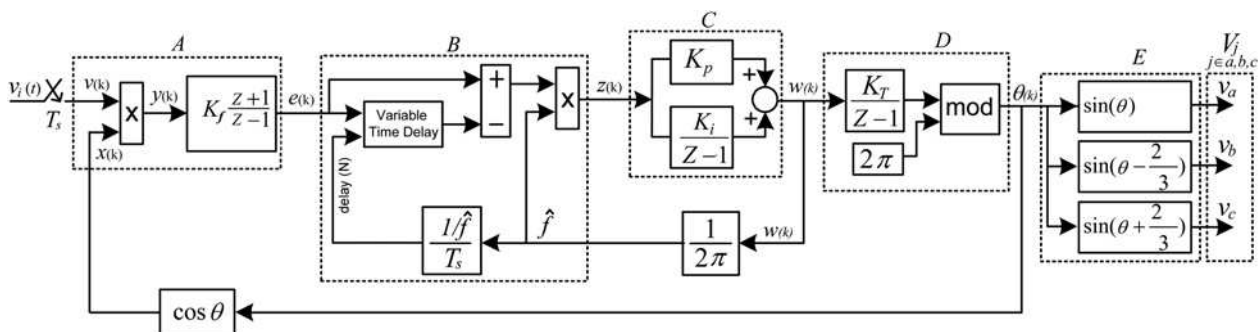 A
B
C
D
E
V_j
j∈a,b,c
v_i (t)
T_s
v(k)
x(k)
X
y(k)
K_f Z+1/Z−1
e(k)
Variable
Time Delay
+
−
X
delay (N)
1/f̂
T_s
f̂
z(k)
K_p
K_i
Z−1
+
+
w(k)
w(k)
1
2π
K_T
Z−1
mod
2π
θ(k)
sin(θ)
sin(θ − 2/3)
sin(θ + 2/3)
v_a
v_b
v_c
cos θ